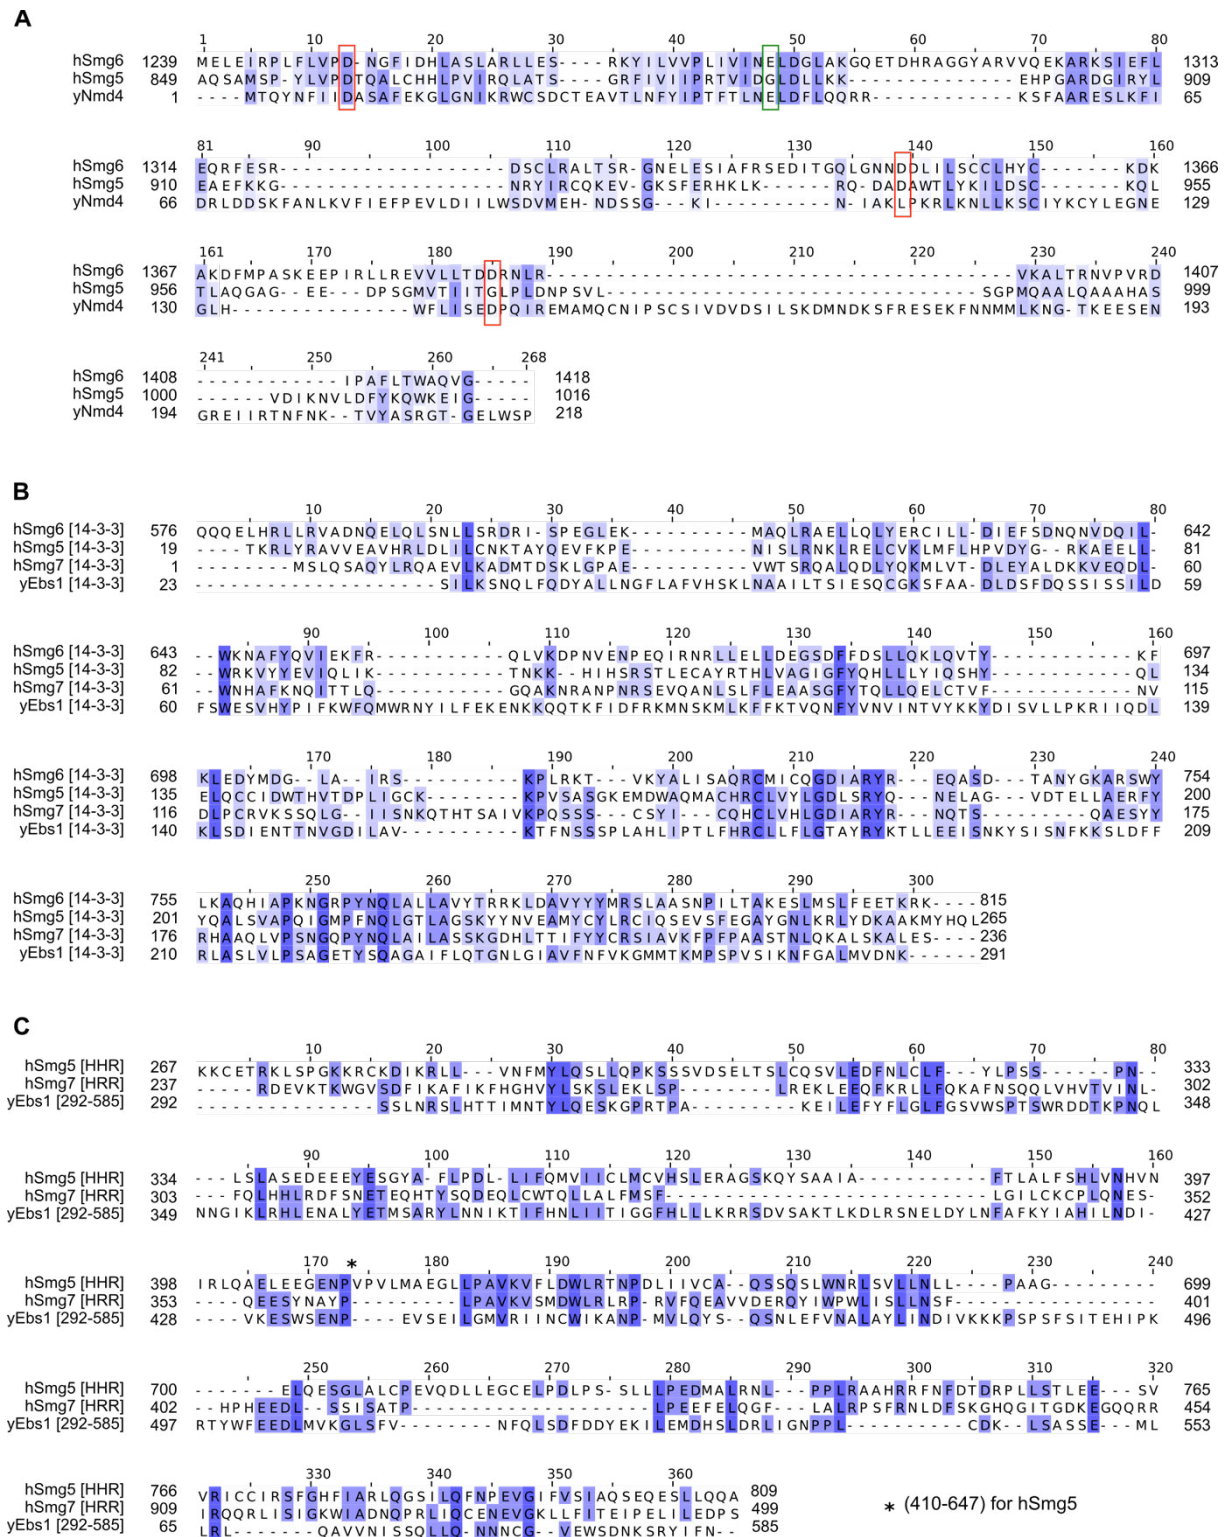 A
1 10 20 30 40 50 60 70 80
hSmg6 1239 MELEIRPLFLVPD-NGFIDHLASLARLLES----RKYILVVPLIVINELDGLAKGQETDHRAGGYARVVQEKARKSIEFL 1313
hSmg5 849 AQSAMSP-YLVPDTQALCHHLPVIRQLATS----GRFIVIIPRTVIDGLDLLKK-----------EHPGARDGIRYL 909
yNmd4 1 ----MTQYNFIIDASAFEKGLGNIKRWCSDCTEAVTLNFYIPTFTLNELDFLQQRR------------KSFAARESLKFI 65
81 90 100 110 120 130 140 150 160
hSmg6 1314 EQRFESR-------------------DSCLRALTSR-GNELESIAFRSEDITGQLGNNDDLILSCCLHYC-------KDK 1366
hSmg5 910 EAEFKKG-------------------NRYIRCQKEV-GKSFERHKLK------RQ-DADAWTLYKILDSC-------KQL 955
yNmd4 66 DRLDDSKFANLKVFIEFPEVLDIILWSDVMEH-NDSSG--KI---------N-IAKLPKRLKNLLKSCIYKCYLEGNE 129
161 170 180 190 200 210 220 230 240
hSmg6 1367 AKDFMPASKEEPIRLLREVVLLTDDRNLR---------------------------------------VKALTRNVPVRD 1407
hSmg5 956 TLAQGAG-EE--DPSGMVTIITGLPLDNPSVL-------------------------------SGPMQAALQAAAHAS 999
yNmd4 130 GLH---------------WFLISEDPQIREMAMQCNIPSCSIVDVDSILSKDMNDKSFRESEKFNNMMLKNG-TKEESEN 193
241 250 260 268
hSmg6 1408 ------------IPAFLTWAQVG----- 1418
hSmg5 1000 ------VDIKNVLDFYKQWKEIG----- 1016
yNmd4 194 GREIIRTNFNK--TVYASRGT-GELWSP 218
B
10 20 30 40 50 60 70 80
hSmg6 [14-3-3] 576 QQQELHRLLRVADNQELQLSNLLSRDRI-SPEGLEK----------MAQLRAELLQLYERCILL-DIEFSDNQNVDQIL- 642
hSmg5 [14-3-3] 19 ----TKRLYRAVVEAVHRLDLILCNKTAYQEVFKPE----------NISLRNKLRELCVKLMFLHPVDYG--RKAEELL- 81
hSmg7 [14-3-3] 1 --------MSLQSAQYLRQAEVLKADMTDSKLGPAE----------VWTSRQALQDLYQKMLVT-DLEYALDKKVEQDL- 60
yEbs1 [14-3-3] 23 --------------------SILKSNQLFQDYALLNGFLAFVHSKLNAAILTSIESQCGKSFAA-DLDSFDQSSISSILD 59
90 100 110 120 130 140 150 160
hSmg6 [14-3-3] 643 --WKNAFYQVIEKFR-----------QLVKDPNVENPEQIRNRLLELLDEGSDFFDSLLQKLQVTY------------KF 697
hSmg5 [14-3-3] 82 --WRKVYYEVIQLIK-----------TNKK--HIHSRSTLECAYRTHLVAGIGFYQHLLLYIQSHY------------QL 134
hSmg7 [14-3-3] 61 --WNHAFKNQITTLQ-----------GQAKNRANPNRSEVQANLSLFLEAASGFYTQLLQELCTVF------------NV 115
yEbs1 [14-3-3] 60 FSWESVHYPIFKWFQMWRNYILFEKENKKQQTKFIDFRKMNSKMLKFFKTVQNFYVNVINTVYKKYDISVLLPKRIIQDL 139
170 180 190 200 210 220 230 240
hSmg6 [14-3-3] 698 KLEDYMDG--LA--IRS----------KPLRKT---VKYALISAQRCMICQGDIARYR---EQASD---TANYGKARSWY 754
hSmg5 [14-3-3] 135 ELQCCIDWTHVTDPLIGCK--------KPVSASGKEMDWAQMACHRCLVYLGDLSRYQ---NELAG---VDTELLAERFY 200
hSmg7 [14-3-3] 116 DLPCRVKSSQLG--IISNKQTHTSAIVKPQSSS---CSYI---CQHCLVHLGDIARYR---NQTS--------QAESYY 175
yEbs1 [14-3-3] 140 KLSDIENTTNVGDILAV----------KTFNSSSPLAHLIPTLFHRCLLFLGTAYRYKTLLEEISNKYSISNFKKSLDFF 209
250 260 270 280 290 300
hSmg6 [14-3-3] 755 LKAQHIAPKNGRPYNQLALLAVYTRRKLDAVYYYMRSLAASNPILTAKESLMSLFEETKRK---- 815
hSmg5 [14-3-3] 201 YQALSVAPQIGMPFNQLGTLAGSKYYNVEAMYCYLRCIQSEVSFEGAYGNLKRLYDKAAKMYHQL 265
hSmg7 [14-3-3] 176 RHAAQLVPSNGQPYNQLAILASSKGDHLTTIFYYCRSIAVKFPFPAASTNLQKALSKALES---- 236
yEbs1 [14-3-3] 210 RLASLVLPSAGETYSQAGAIFLQTGNLGIAVFNFVKGMMTKMPSPVSIKNFGALMVDNK------ 291
C
10 20 30 40 50 60 70 80
hSmg5 [HHR] 267 KKCETRKLSPGKKRCKDIKRLL---VNFMYLQSLLQPKSSSVDSELTSLCQSVLEDFNLCLF---YLPSS-----PN-- 333
hSmg7 [HRR] 237 -----RDEVKTKWGVSDFIKAFIKFHGHVYLSKSLEKLSP---------LREKLEEQFKRLLFQKAFNSQQLVHVTVINL 302
yEbs1 [292-585] 292 ---------------SSLNRSLHTTIMNTYLQESKGPRTPA--------KEILEFYFLGLFGSVWSPTSWRDDTKPNQL 348
90 100 110 120 130 140 150 160
hSmg5 [HHR] 334 ---LSLASEDEEEYESGYA-FLPDL-LIFQMVIICLMCVHSLERAGSKQYSAAIA---------FTLALFSHLVNHVN 397
hSmg7 [HRR] 303 ---FQLHHLRDFSNETEQHTYSQDEQLCWTQLLALFMSF-----------------------LGILCKCPLQNES- 352
yEbs1 [292-585] 349 NNGIKLRHLENALYETMSARYLNNIKTIFHNLIITIGGFHLLLKRRSDVSAKTLKDLRSNELDYLNFAFKYIAHILNDI- 427
170 * 180 190 200 210 220 230 240
hSmg5 [HHR] 398 IRLQAELEEGENPVPVLMAEGLLPAVKVFLDWLRTNPDLIIVCA--QSSQSLWNRLSVLLNLL----PAAG--------- 699
hSmg7 [HRR] 353 ----QEESYNAYP---------LPAVKVSMDWLRLRP-RVFQEAVVDERQYIWPWLISLLNSF----------------- 401
yEbs1 [292-585] 428 ----VKESWSENP------EVSEILGMVRIINCWIKANP-MVLQYS--QSNLEFVNALAYLINDIVKKKPSPSFSITEHIPK 496
250 260 270 280 290 300 310 320
hSmg5 [HHR] 700 -------ELQESGLALCPEVQDLLEGCELPDLPS-SLLLLPEDMALRNL---PPLRAAHRRFNFDTDRPLLSTLEE---SV 765
hSmg7 [HRR] 402 --HPHEEDLL--SSISATP--------------------LPEEFELQGF---LALRPSFRNLDFSKGHQGITGDKEGQQRR 454
yEbs1 [292-585] 497 RTYWFEEDLMVKGLSFV-------NFQLSDFDDYEKILEMDHSLDRLIGNPPL----------CDK--LSASSE---ML 553
330 340 350 360
hSmg5 [HHR] 766 VRICCIRSFGHFIARLQGSILQFNPEVGIFVSIAQSEQESLLQQA 809
hSmg7 [HRR] 909 IRQQRLISIGKWIADNQPRLIQCENEVGKLLFITEIPELILEDPS 499
yEbs1 [292-585] 65 LRL-------QAVVNISSQLLQ-NNNCG--VEWSDNKSRYIFN-- 585
* (410-647) for hSmg5